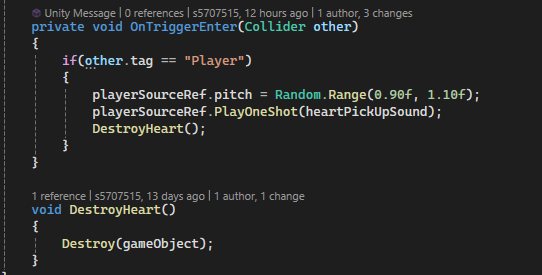 Unity Message | 0 references | s5707515, 12 hours ago | 1 author, 3 changes
private void OnTriggerEnter(Collider other)
{
if(other.tag == "Player")
{
playerSourceRef.pitch = Random.Range(0.90f, 1.10f);
playerSourceRef.PlayOneShot(heartPickUpSound);
DestroyHeart();
}
}
1 reference | s5707515, 13 days ago | 1 author, 1 change
void DestroyHeart()
{
Destroy(gameObject);
}